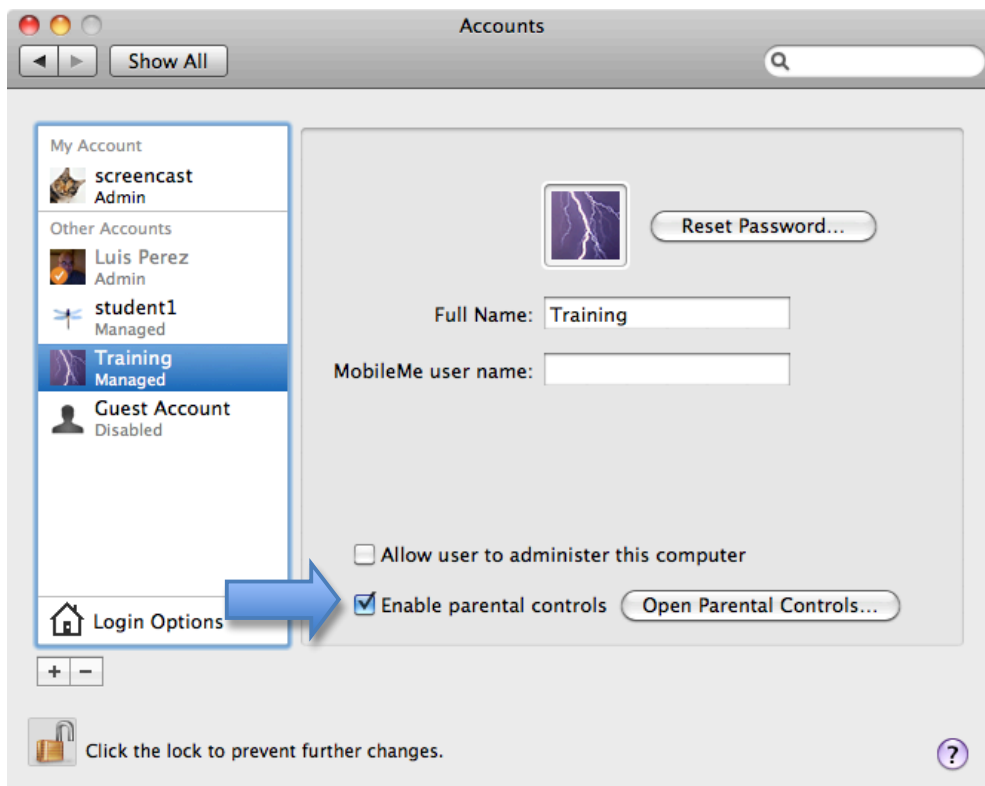 Accounts
Show All
My Account
screencast
Admin
Other Accounts
Luis Perez
Admin
student1
Managed
Training
Managed
Guest Account
Disabled
Login Options
Reset Password...
Full Name: Training
MobileMe user name:
Allow user to administer this computer
Enable parental controls Open Parental Controls...
+ −
Click the lock to prevent further changes.
?